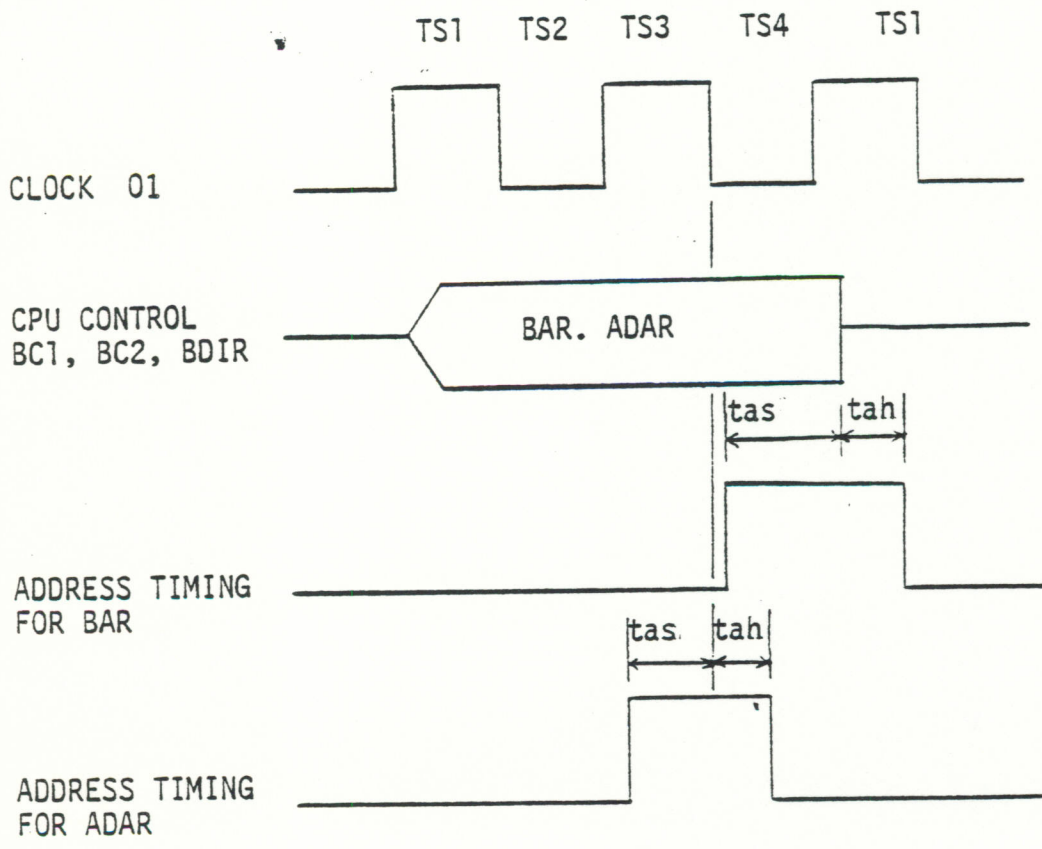 TS1 TS2 TS3 TS4 TS1
CLOCK 01
CPU CONTROL
BC1, BC2, BDIR
BAR. ADAR
tas tah
ADDRESS TIMING
FOR BAR
tas tah
ADDRESS TIMING
FOR ADAR